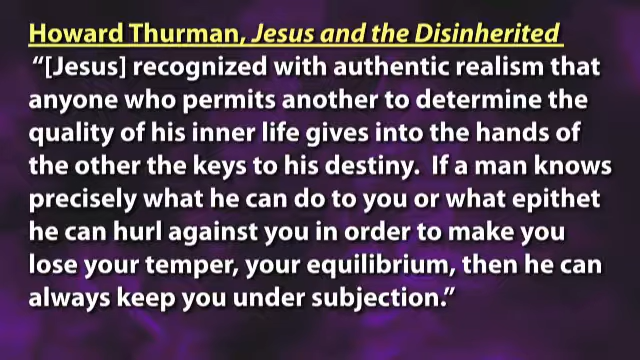 Howard Thurman, Jesus and the Disinherited
“[Jesus] recognized with authentic realism that
anyone who permits another to determine the
quality of his inner life gives into the hands of
the other the keys to his destiny.  If a man knows
precisely what he can do to you or what epithet
he can hurl against you in order to make you
lose your temper, your equilibrium, then he can
always keep you under subjection.”